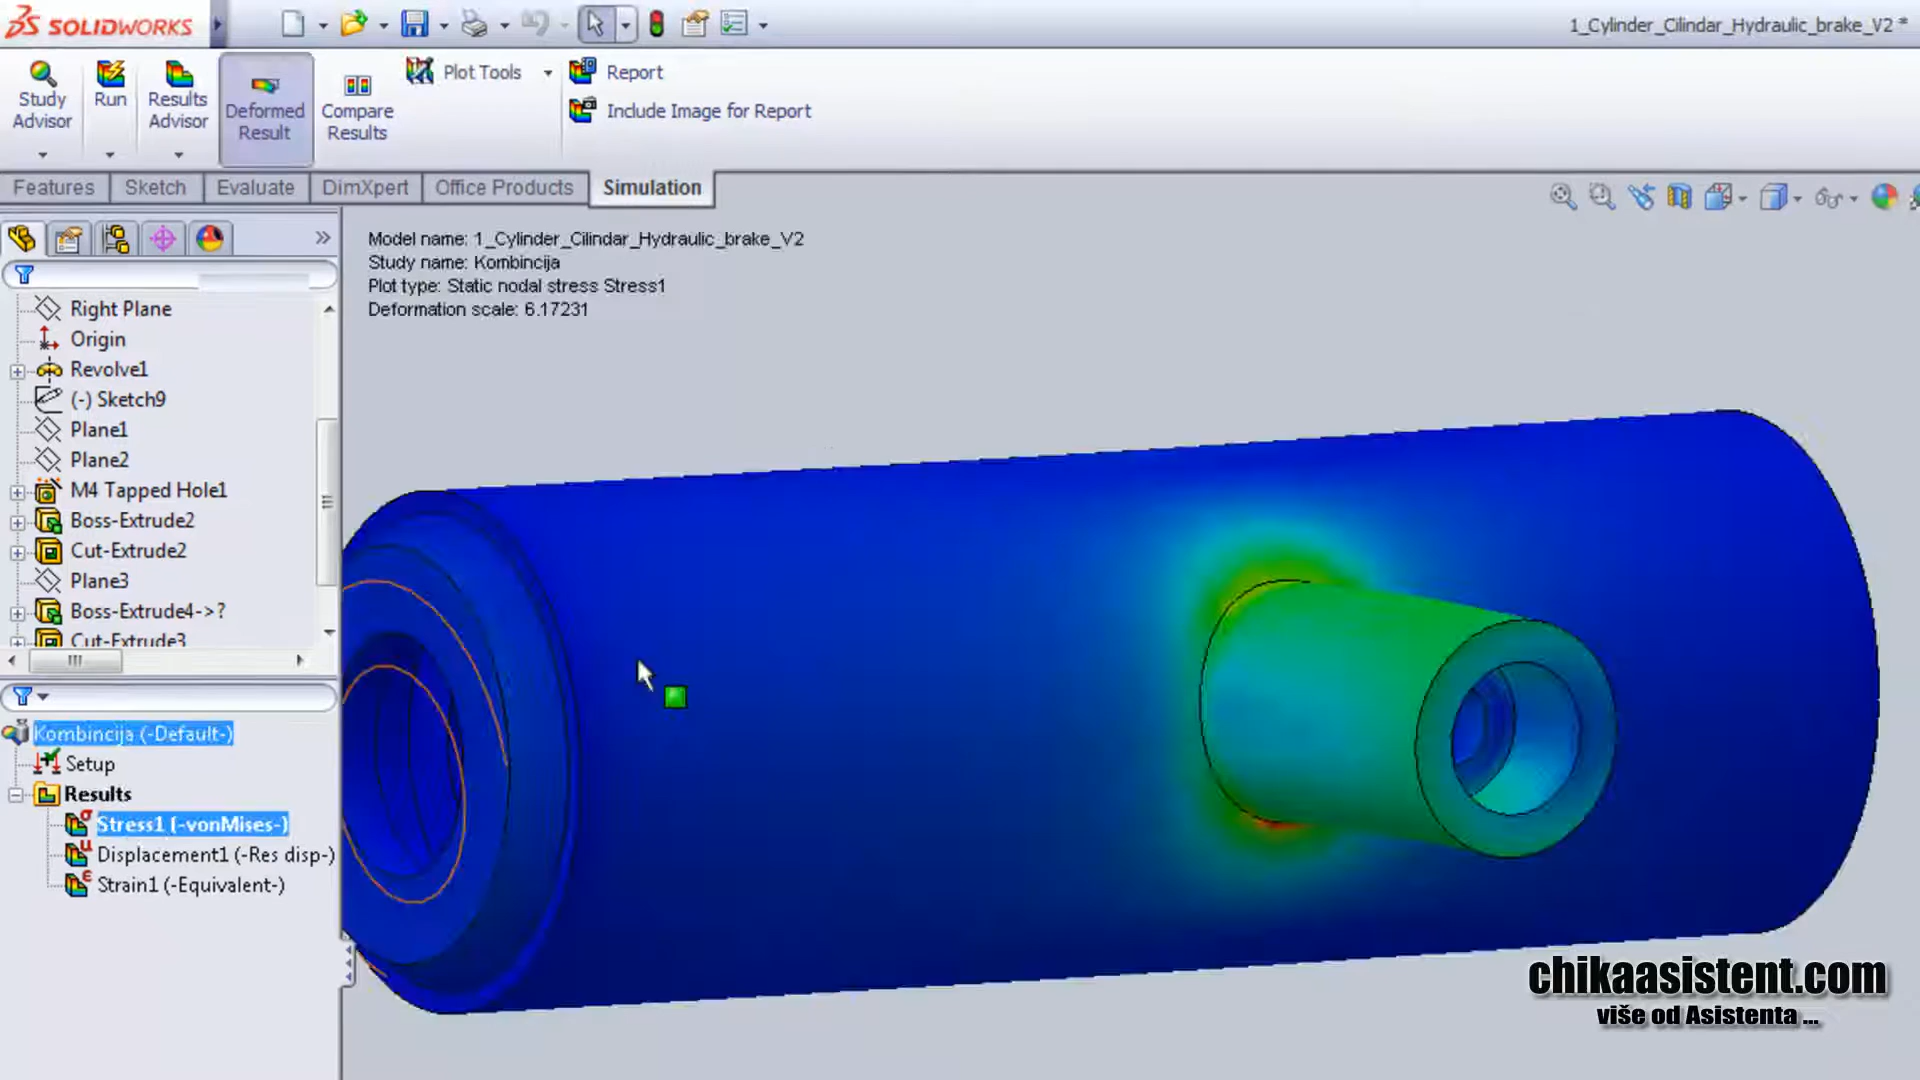 SOLIDWORKS
1_Cylinder_Cilindar_Hydraulic_brake_V2 *
Study Advisor
Run
Results Advisor
Deformed Result
Compare Results
Plot Tools
Report
Include Image for Report
Features
Sketch
Evaluate
DimXpert
Office Products
Simulation
Model name: 1_Cylinder_Cilindar_Hydraulic_brake_V2
Study name: Kombincija
Plot type: Static nodal stress Stress1
Deformation scale: 6.17231
Right Plane
Origin
Revolve1
(-) Sketch9
Plane1
Plane2
M4 Tapped Hole1
Boss-Extrude2
Cut-Extrude2
Plane3
Boss-Extrude4->?
Cut-Extrude3
Kombincija (-Default-)
Setup
Results
Stress1 (-vonMises-)
Displacement1 (-Res disp-)
Strain1 (-Equivalent-)
chikaasistent.com
više od Asistenta ...